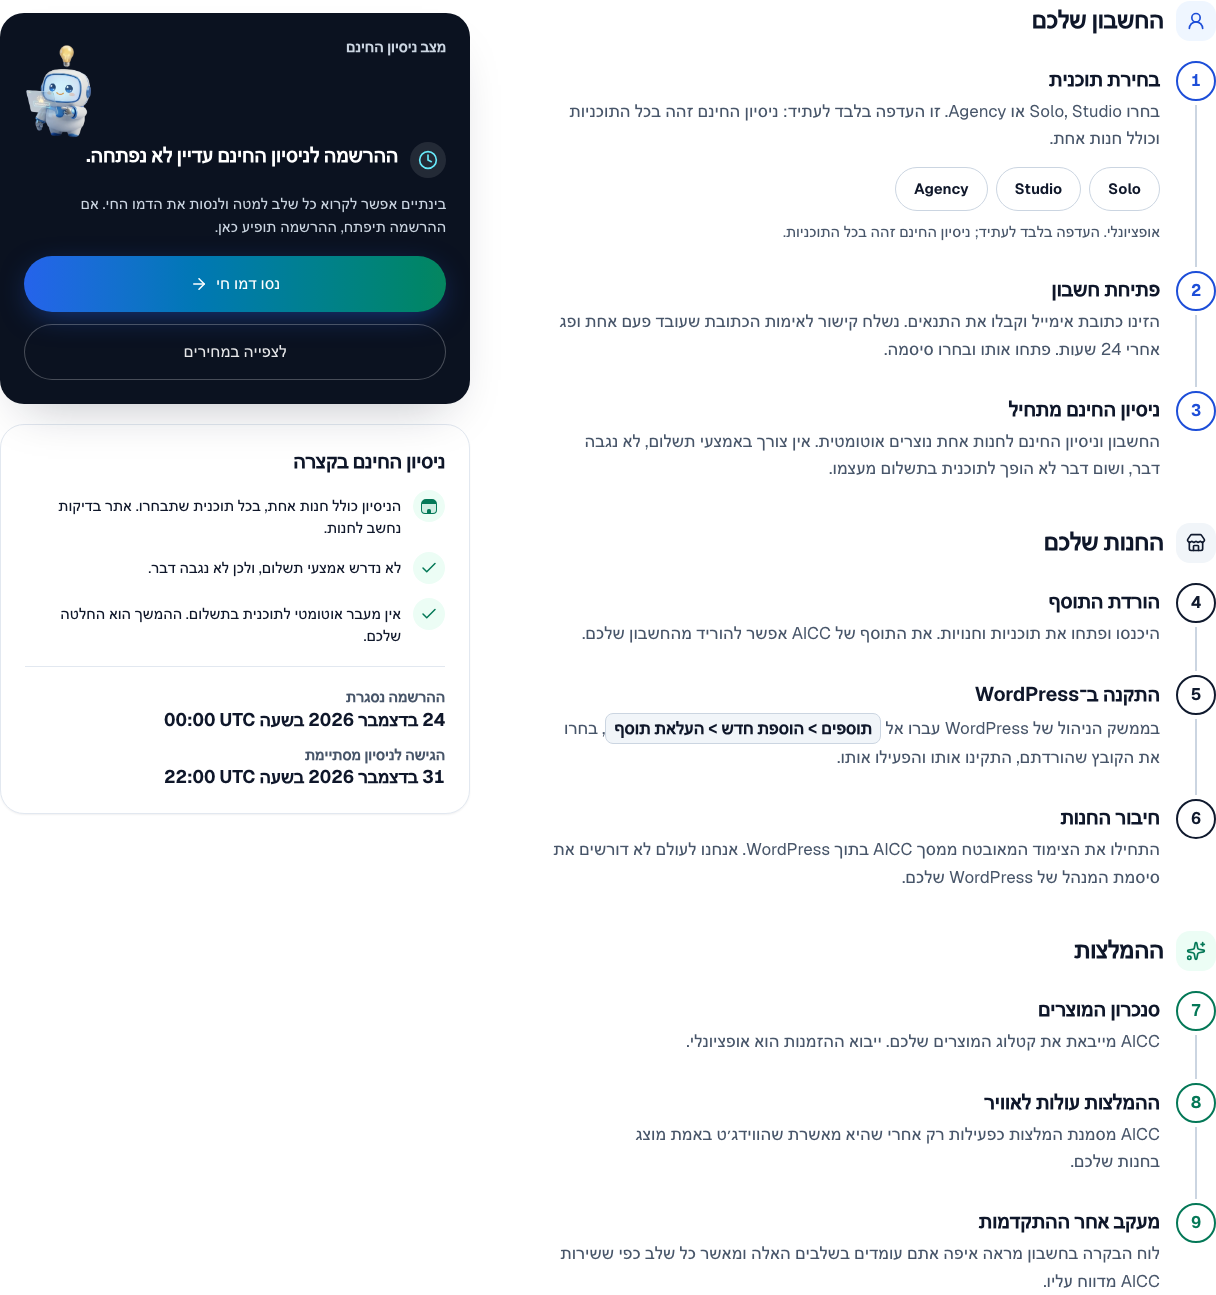 החשבון שלכם
1
בחירת תוכנית
בחרו Solo, Studio או Agency. זו העדפה בלבד לעתיד: ניסיון החינם זהה בכל התוכניות
וכולל חנות אחת.
Solo
Studio
Agency
אופציונלי. העדפה בלבד לעתיד; ניסיון החינם זהה בכל התוכניות.
2
פתיחת חשבון
הזינו כתובת אימייל וקבלו את התנאים. נשלח קישור לאימות הכתובת שעובד פעם אחת ופג
אחרי 24 שעות. פתחו אותו ובחרו סיסמה.
3
ניסיון החינם מתחיל
החשבון וניסיון החינם לחנות אחת נוצרים אוטומטית. אין צורך באמצעי תשלום, לא נגבה
דבר, ושום דבר לא הופך לתוכנית בתשלום מעצמו.
החנות שלכם
4
הורדת התוסף
היכנסו ופתחו את תוכניות וחנויות. את התוסף של AICC אפשר להוריד מהחשבון שלכם.
5
התקנה ב־WordPress
בממשק הניהול של WordPress עברו אל תוספים > הוספת חדש > העלאת תוסף, בחרו
את הקובץ שהורדתם, התקינו אותו והפעילו אותו.
6
חיבור החנות
התחילו את הצימוד המאובטח ממסך AICC בתוך WordPress. אנחנו לעולם לא דורשים את
סיסמת המנהל של WordPress שלכם.
ההמלצות
7
סנכרון המוצרים
AICC מייבאת את קטלוג המוצרים שלכם. ייבוא ההזמנות הוא אופציונלי.
8
ההמלצות עולות לאוויר
AICC מסמנת המלצות כפעילות רק אחרי שהיא מאשרת שהווידג׳ט באמת מוצג
בחנות שלכם.
9
מעקב אחר ההתקדמות
לוח הבקרה בחשבון מראה איפה אתם עומדים בשלבים האלה ומאשר כל שלב כפי ששירות
AICC מדווח עליו.
מצב ניסיון החינם
ההרשמה לניסיון החינם עדיין לא נפתחה.
בינתיים אפשר לקרוא כל שלב למטה ולנסות את הדמו החי. אם
ההרשמה תיפתח, ההרשמה תופיע כאן.
נסו דמו חי
לצפייה במחירים
ניסיון החינם בקצרה
הניסיון כולל חנות אחת, בכל תוכנית שתבחרו. אתר בדיקות
נחשב לחנות.
לא נדרש אמצעי תשלום, ולכן לא נגבה דבר.
אין מעבר אוטומטי לתוכנית בתשלום. ההמשך הוא החלטה
שלכם.
ההרשמה נסגרת
24 בדצמבר 2026 בשעה 00:00 UTC
הגישה לניסיון מסתיימת
31 בדצמבר 2026 בשעה 22:00 UTC